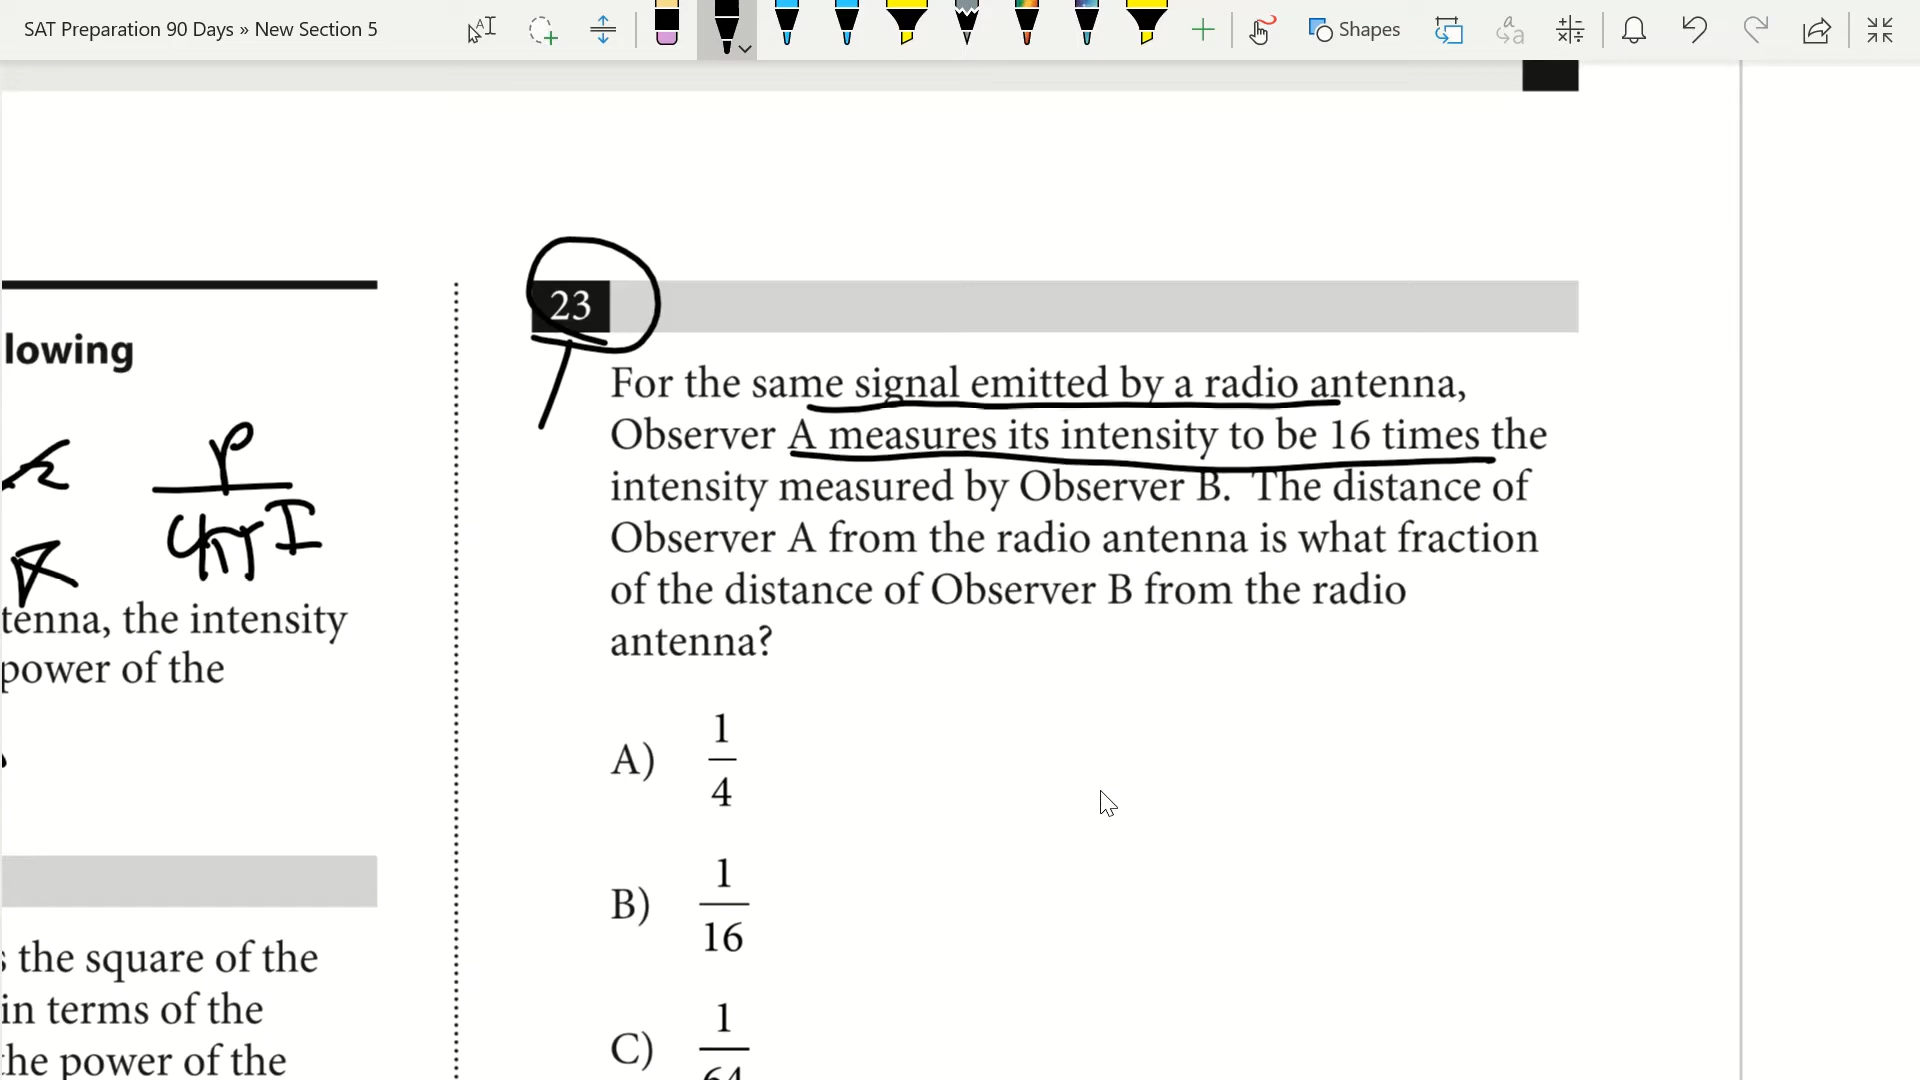 SAT Preparation 90 Days » New Section 5
Shapes
lowing
P
4π I
tenna, the intensity
power of the
the square of the
in terms of the
the power of the
23
For the same signal emitted by a radio antenna,
Observer A measures its intensity to be 16 times the
intensity measured by Observer B. The distance of
Observer A from the radio antenna is what fraction
of the distance of Observer B from the radio
antenna?
A) 1
4
B) 1
16
C) 1
64